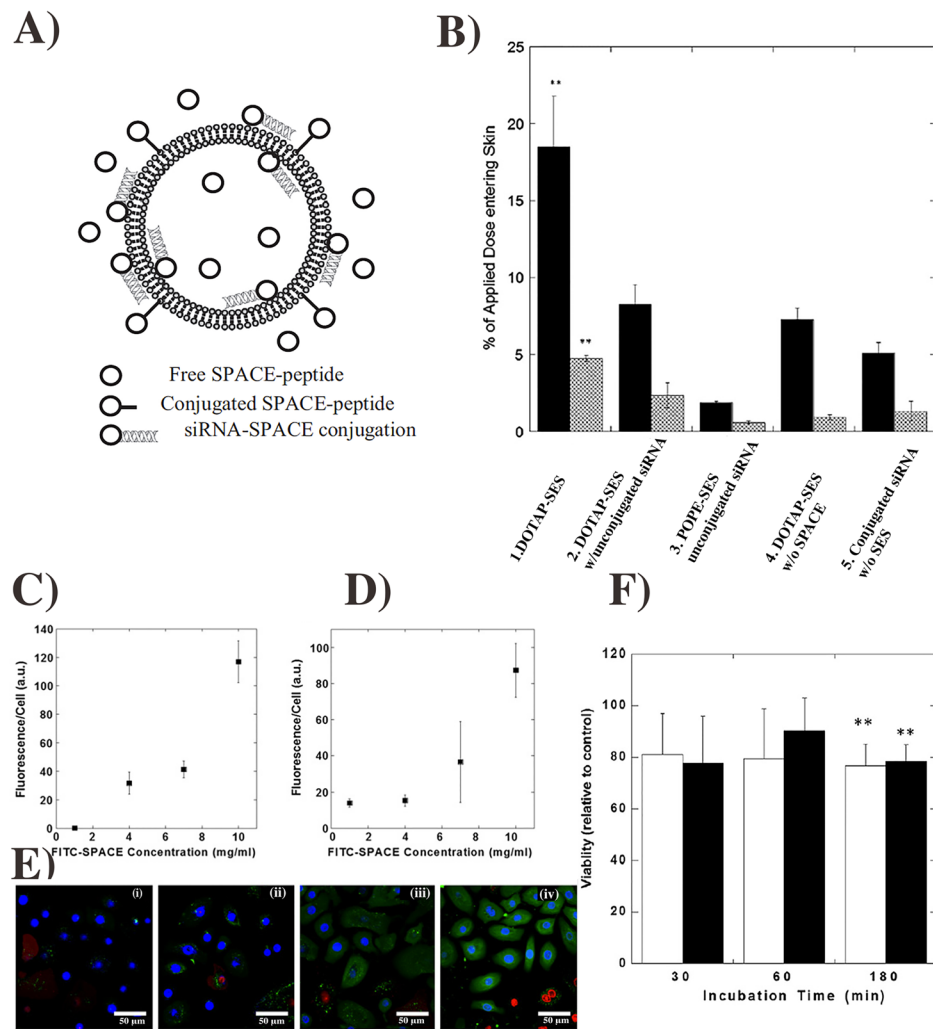 A)
Free SPACE-peptide
Conjugated SPACE-peptide
siRNA-SPACE conjugation
B)
% of Applied Dose entering Skin
25
20
15
10
5
0
**
**
1.DOTAP-SES
2. DOTAP-SES
w/unconjugated siRNA
3. POPE-SES
unconjugated siRNA
4. DOTAP-SES
w/o SPACE
5. Conjugated siRNA
w/o SES
C)
Fluorescence/Cell (a.u.)
140
120
100
80
60
40
20
0
0 2 4 6 8 10
FITC-SPACE Concentration (mg/ml)
D)
Fluorescence/Cell (a.u.)
100
80
60
40
20
0
0 2 4 6 8 10
FITC-SPACE Concentration (mg/ml)
E)
(i)
50 µm
(ii)
50 µm
(iii)
50 µm
(iv)
50 µm
F)
Viablity (relative to control)
120
100
80
60
40
20
0
**
**
30 60 180
Incubation Time (min)